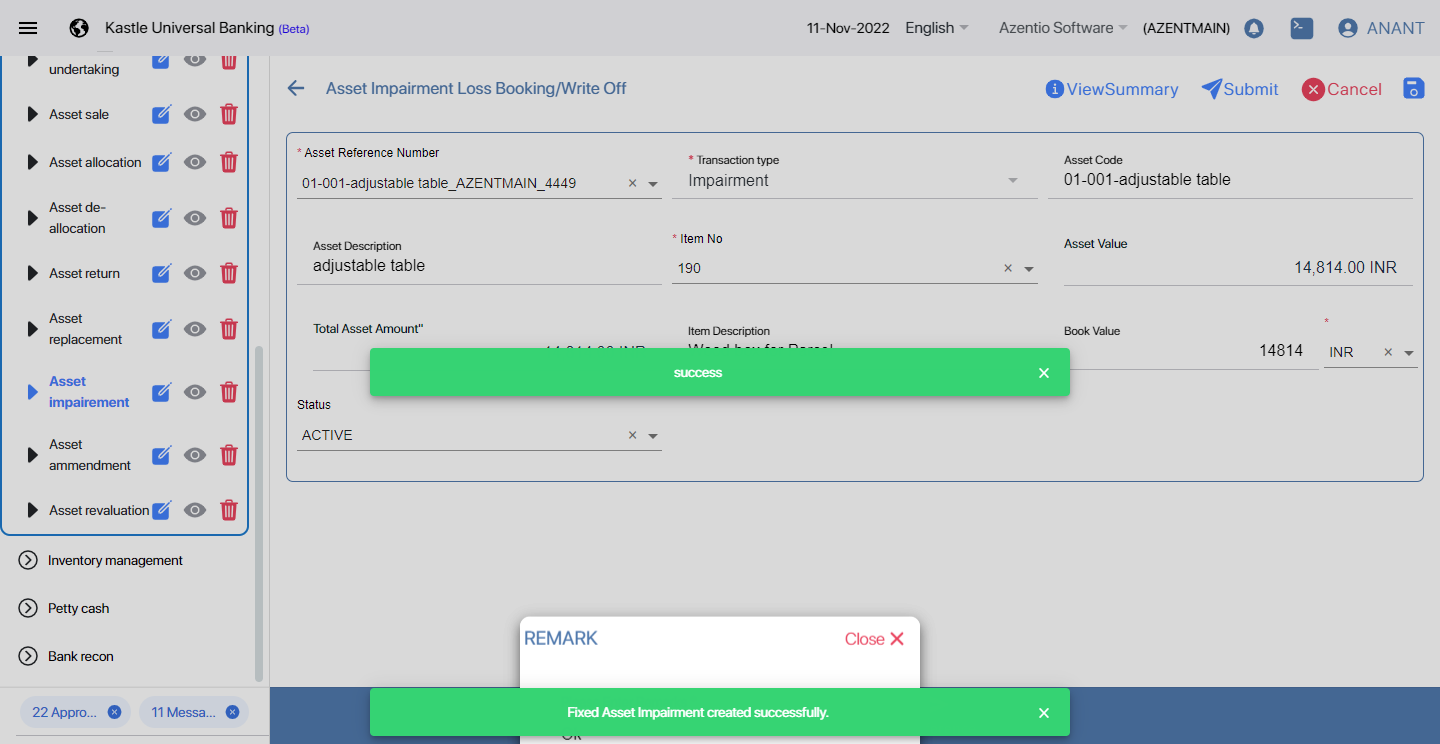 Kastle Universal Banking (Beta)
11-Nov-2022
English
Azentio Software
(AZENTMAIN)
ANANT
undertaking
Asset sale
Asset allocation
Asset de-
allocation
Asset return
Asset
replacement
Asset
impairement
Asset
ammendment
Asset revaluation
Inventory management
Petty cash
Bank recon
22 Appro...
11 Messa...
Asset Impairment Loss Booking/Write Off
ViewSummary
Submit
Cancel
* Asset Reference Number
01-001-adjustable table_AZENTMAIN_4449
* Transaction type
Impairment
Asset Code
01-001-adjustable table
Asset Description
adjustable table
* Item No
190
Asset Value
14,814.00 INR
Total Asset Amount"
Item Description
Book Value
14814
*
INR
success
Status
ACTIVE
REMARK
Close
Fixed Asset Impairment created successfully.